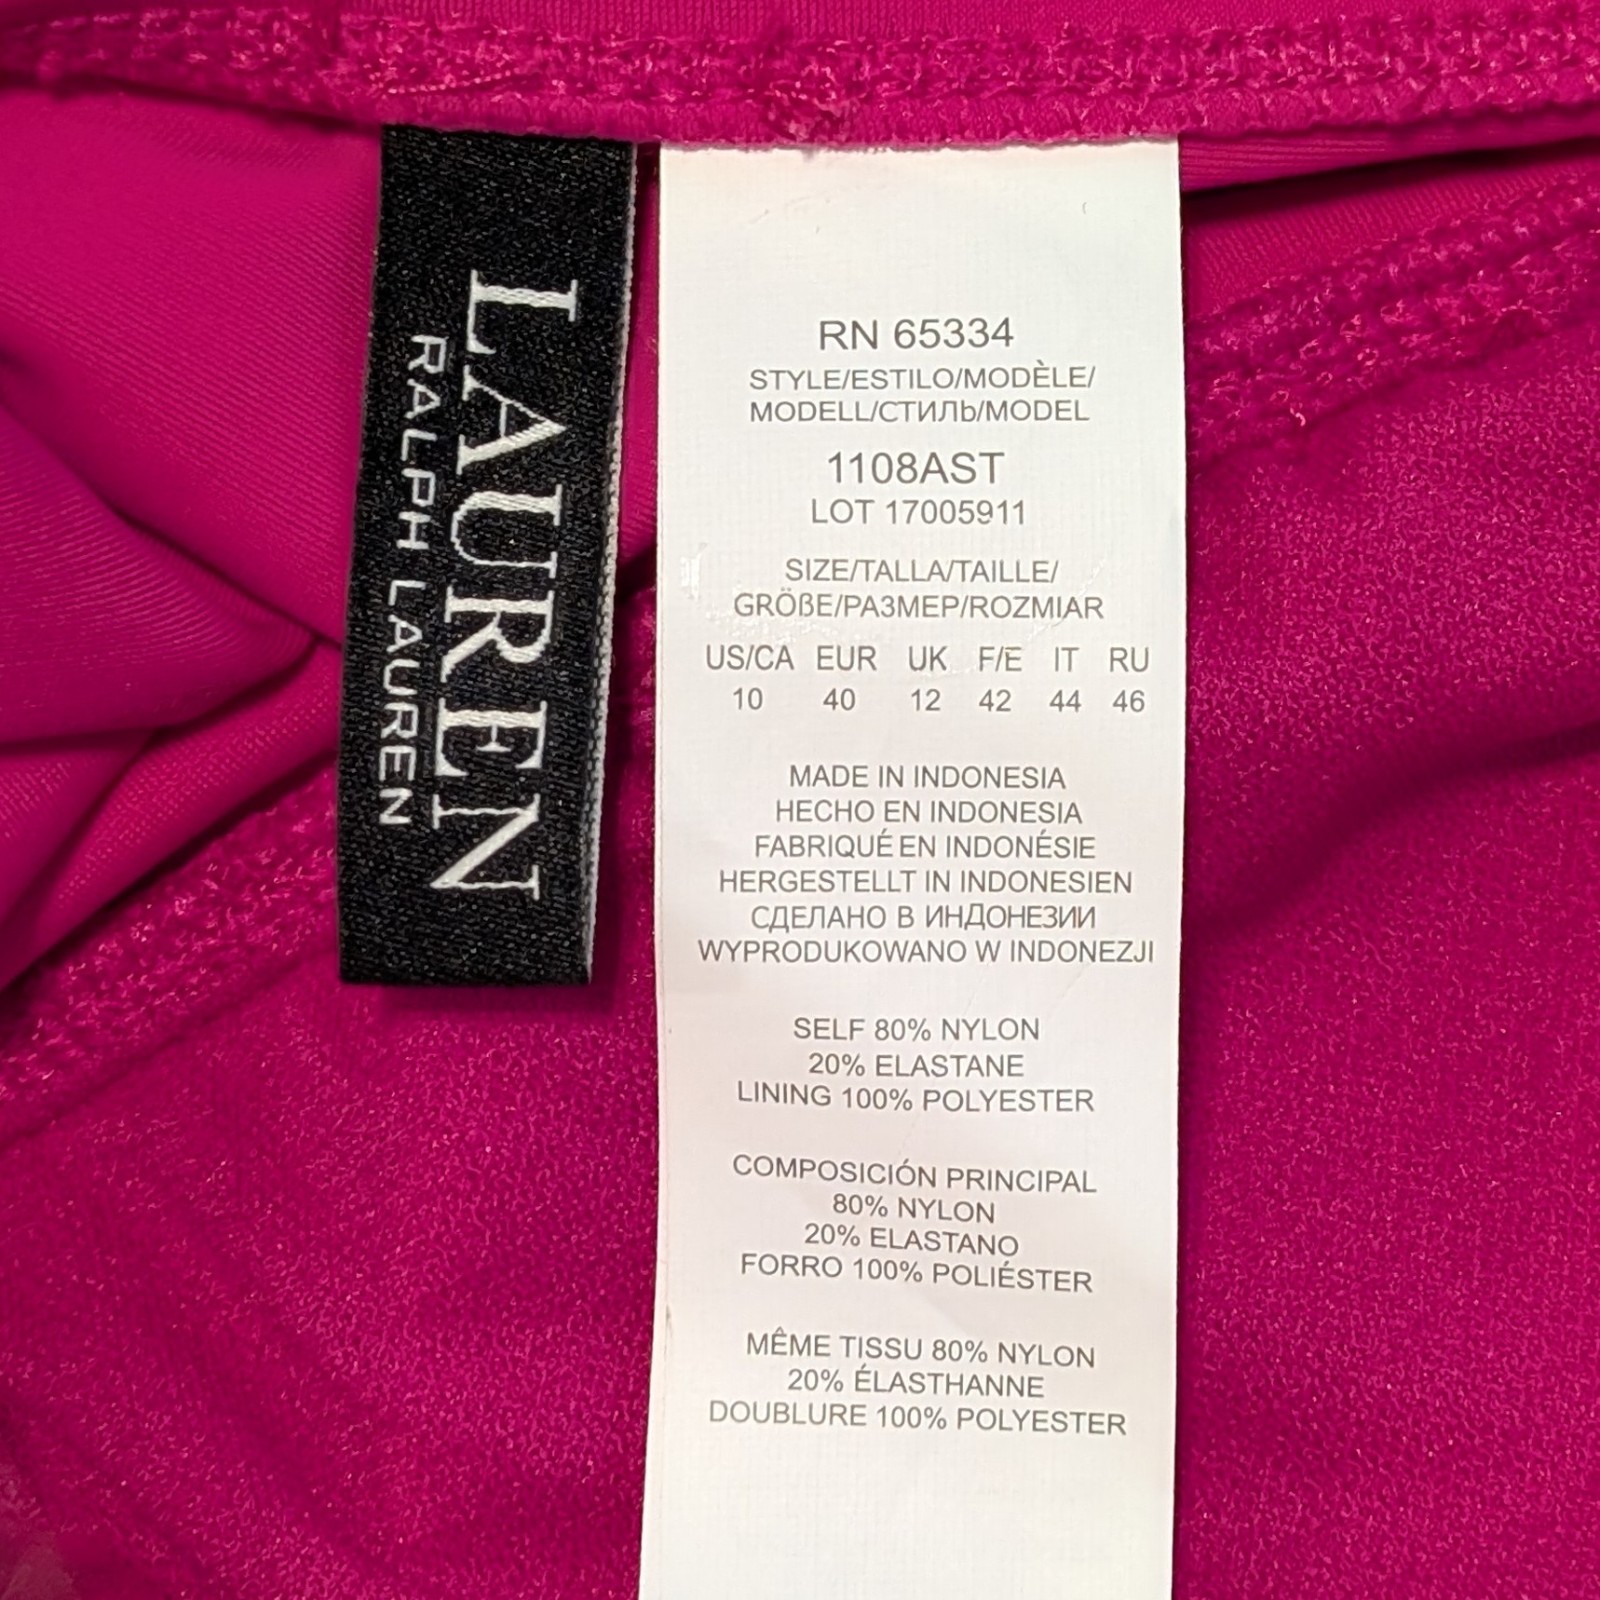 LAUREN
RALPH LAUREN
RN 65334
STYLE/ESTILO/MODÈLE/
MODELL/СТИЛЬ/MODEL
1108AST
LOT 17005911
SIZE/TALLA/TAILLE/
GRÖßE/РАЗМЕР/ROZMIAR
US/CA EUR UK F/E IT RU
10 40 12 42 44 46
MADE IN INDONESIA
HECHO EN INDONESIA
FABRIQUÉ EN INDONÉSIE
HERGESTELLT IN INDONESIEN
СДЕЛАНО В ИНДОНЕЗИИ
WYPRODUKOWANO W INDONEZJI
SELF 80% NYLON
20% ELASTANE
LINING 100% POLYESTER
COMPOSICIÓN PRINCIPAL
80% NYLON
20% ELASTANO
FORRO 100% POLIÉSTER
MÊME TISSU 80% NYLON
20% ÉLASTHANNE
DOUBLURE 100% POLYESTER